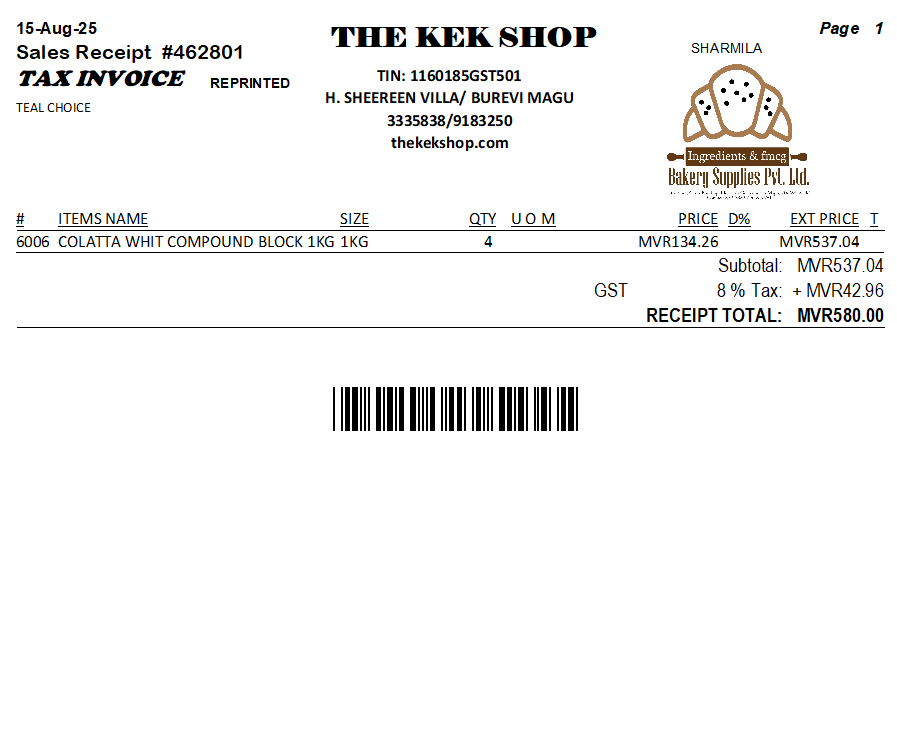 15-Aug-25
Sales Receipt #462801
TAX INVOICE REPRINTED
TEAL CHOICE
THE KEK SHOP
TIN: 1160185GST501
H. SHEEREEN VILLA/ BUREVI MAGU
3335838/9183250
thekekshop.com
Page 1
SHARMILA
Ingredients & fmcg
Bakery Supplies Pvt. Ltd.
# ITEMS NAME SIZE QTY U O M PRICE D% EXT PRICE T
6006 COLATTA WHIT COMPOUND BLOCK 1KG 1KG 4 MVR134.26 MVR537.04
Subtotal: MVR537.04
GST 8 % Tax: + MVR42.96
RECEIPT TOTAL: MVR580.00